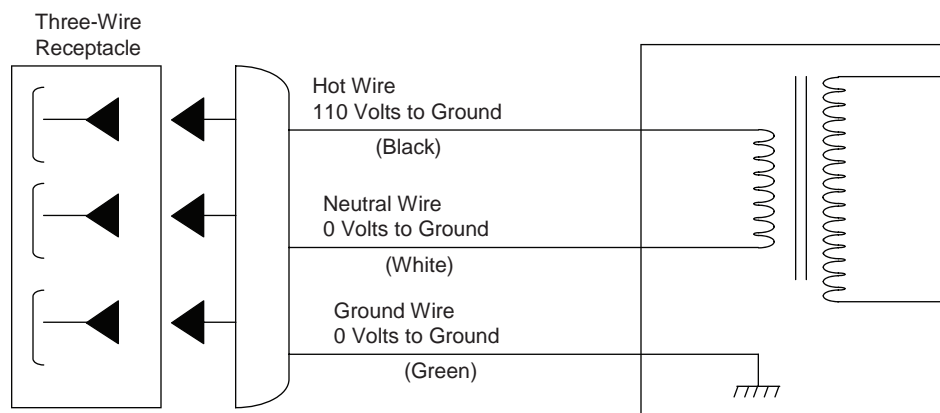 Three-Wire
Receptacle
Hot Wire
110 Volts to Ground
(Black)
Neutral Wire
0 Volts to Ground
(White)
Ground Wire
0 Volts to Ground
(Green)